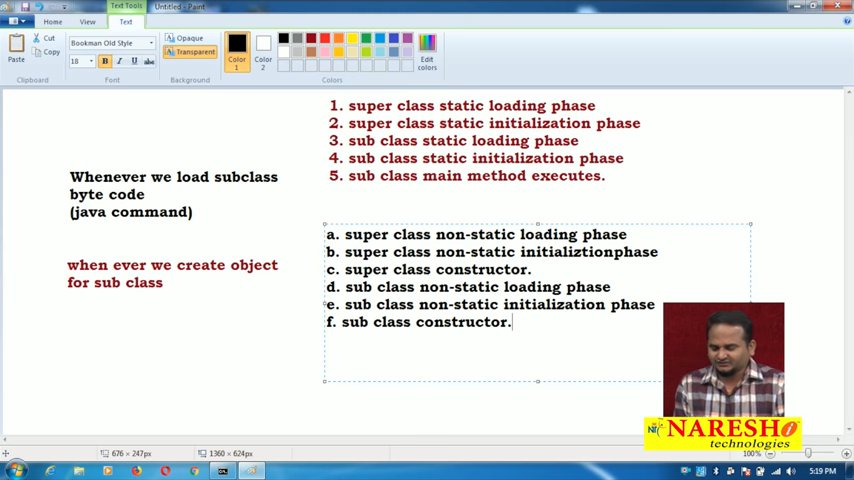 Text Tools
Untitled - Paint
Home
View
Text
Cut
Copy
Paste
Clipboard
Bookman Old Style
18
B
I
U
abc
Font
Opaque
Transparent
Background
Color
1
Color
2
Edit
colors
Colors
1. super class static loading phase
2. super class static initialization phase
3. sub class static loading phase
4. sub class static initialization phase
5. sub class main method executes.
Whenever we load subclass
byte code
(java command)
when ever we create object
for sub class
a. super class non-static loading phase
b. super class non-static initializtionphase
c. super class constructor.
d. sub class non-static loading phase
e. sub class non-static initialization phase
f. sub class constructor.
NARESH i
technologies
676 × 247px
1360 × 624px
100%
5:19 PM